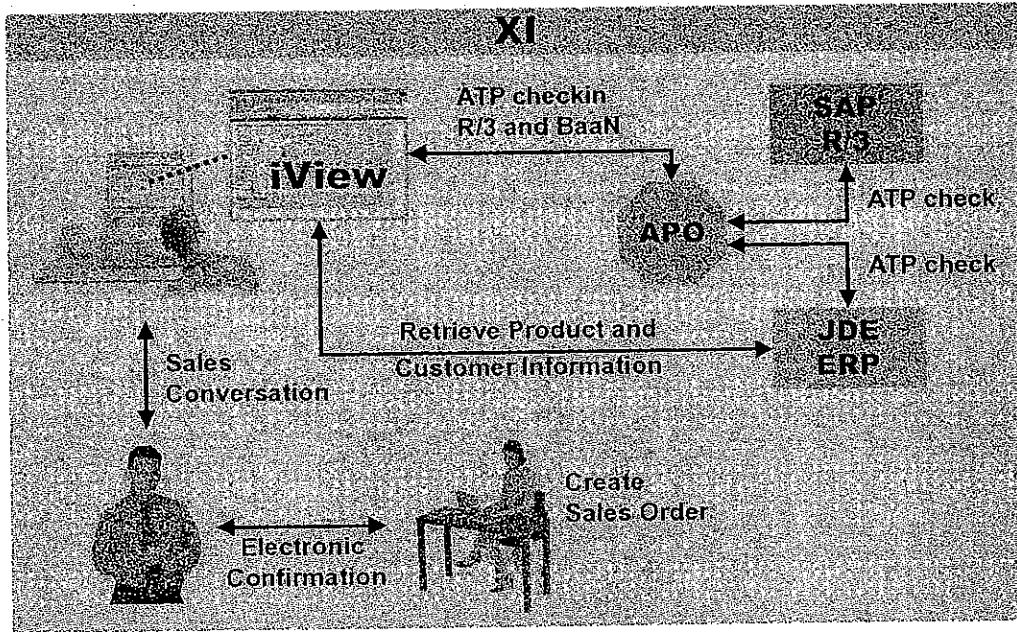 XI
ATP checkin
R/3 and BaaN
SAP
R/3
iView
ATP check
APO
ATP check
Retrieve Product and
Customer Information
JDE
ERP
Sales
Conversation
Create
Sales Order
Electronic
Confirmation